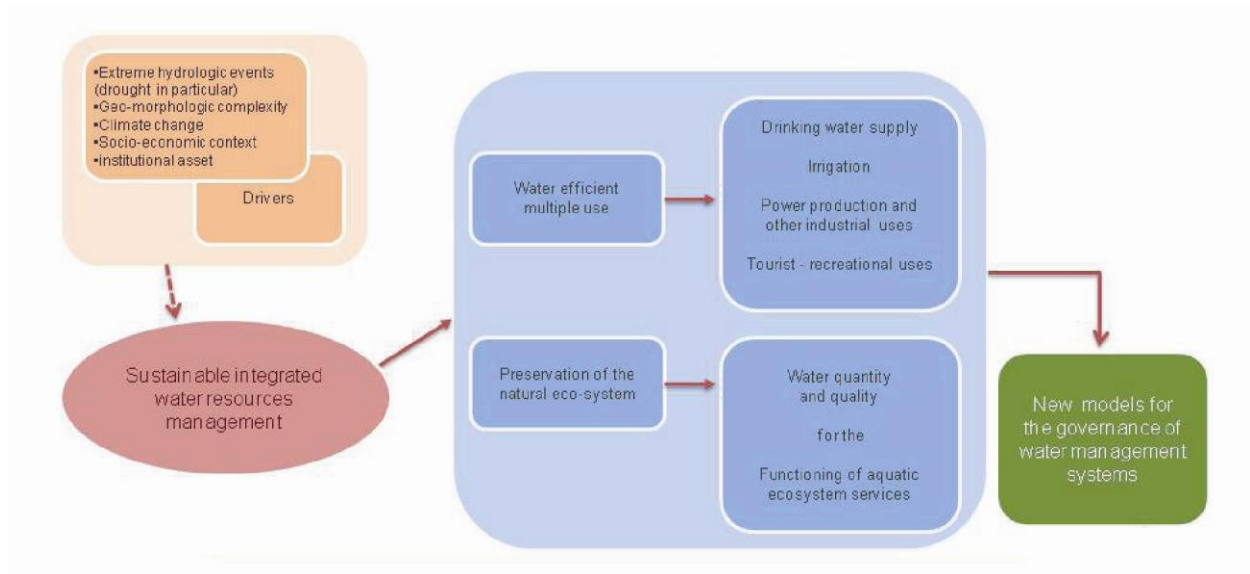 •Extreme hydrologic events
(drought in particular)
•Geo-morphologic complexity
•Climate change
•Socio-economic context
•institutional asset
Drivers
Sustainable integrated
water resources
management
Water efficient
multiple use
Drinking water supply
Irrigation
Power production and
other industrial uses
Tourist - recreational uses
Preservation of the
natural eco-system
Water quantity
and quality
for the
Functioning of aquatic
ecosystem services
New models for
the governance of
water management
systems